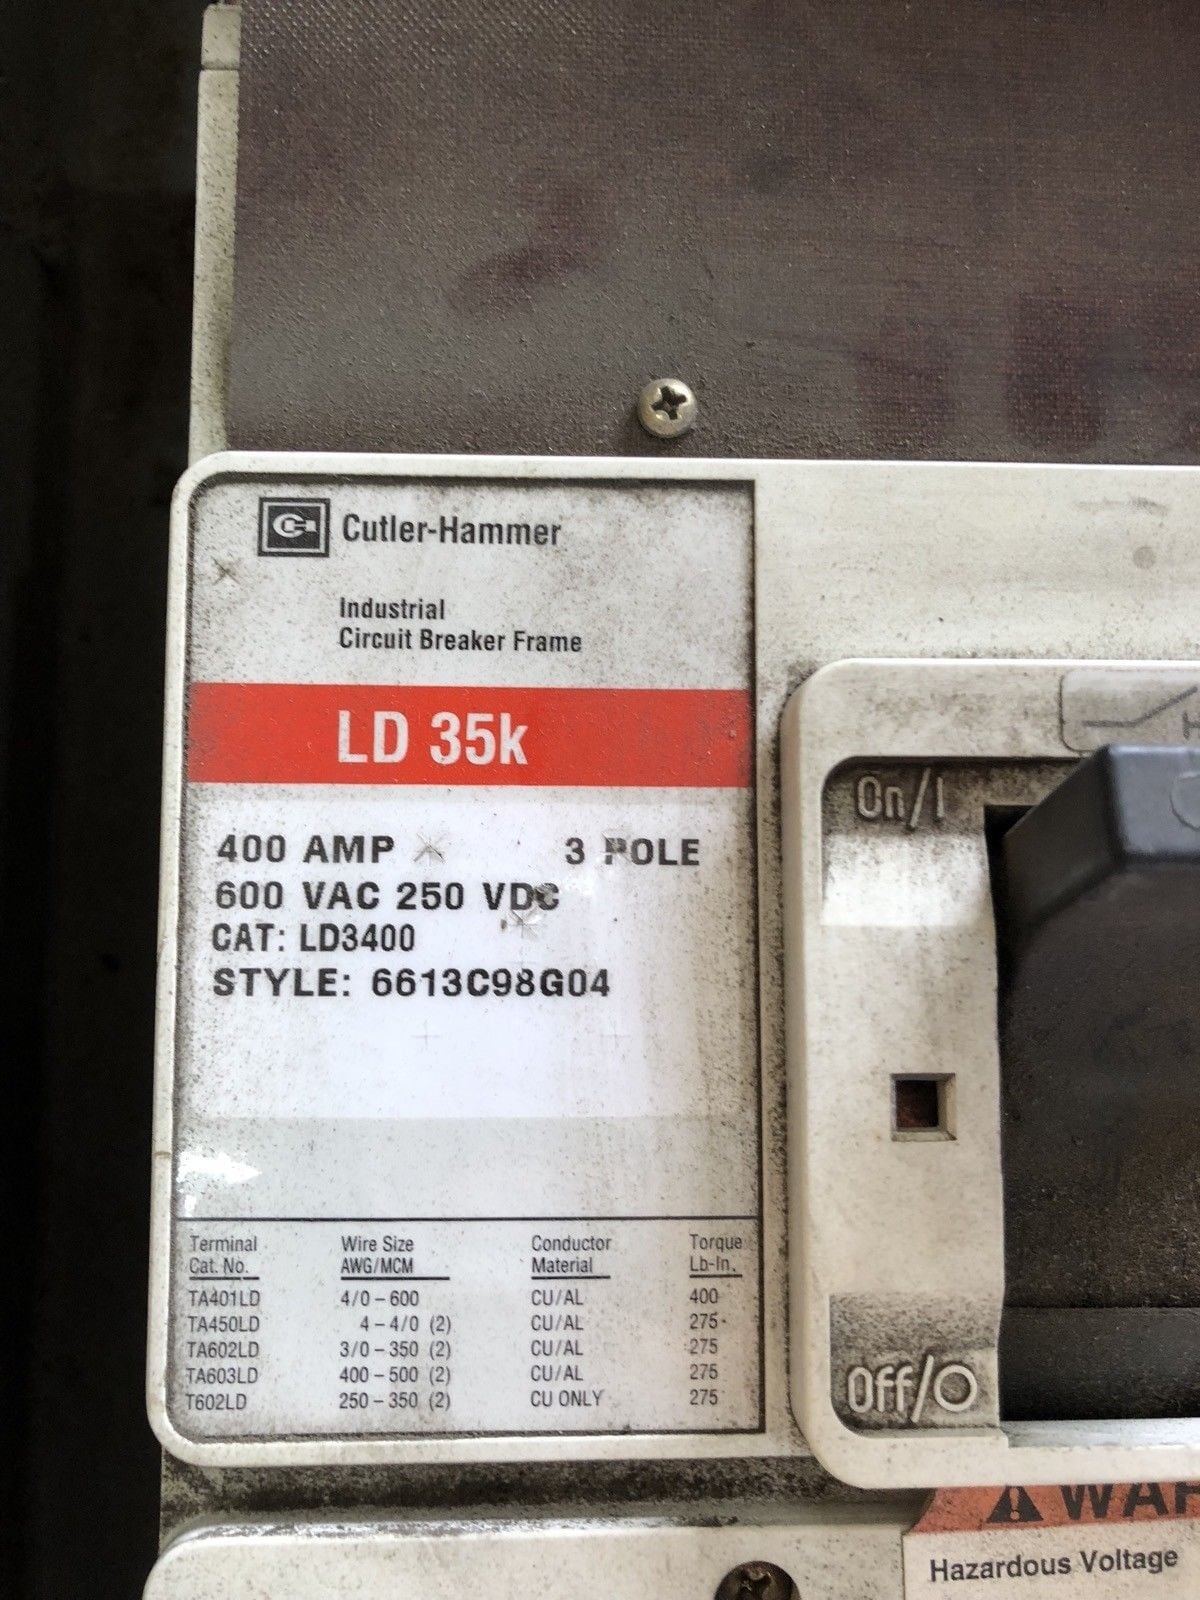 Cutler-Hammer
Industrial
Circuit Breaker Frame
LD 35k
400 AMP 3 POLE
600 VAC 250 VDC
CAT: LD3400
STYLE: 6613C98G04
Terminal Wire Size Conductor Torque
Cat. No. AWG/MCM Material Lb-In.
TA401LD 4/0 – 600 CU/AL 400
TA450LD 4 – 4/0 (2) CU/AL 275
TA602LD 3/0 – 350 (2) CU/AL 275
TA603LD 400 – 500 (2) CU/AL 275
T602LD 250 – 350 (2) CU ONLY 275
On/I
Off/O
Hazardous Voltage